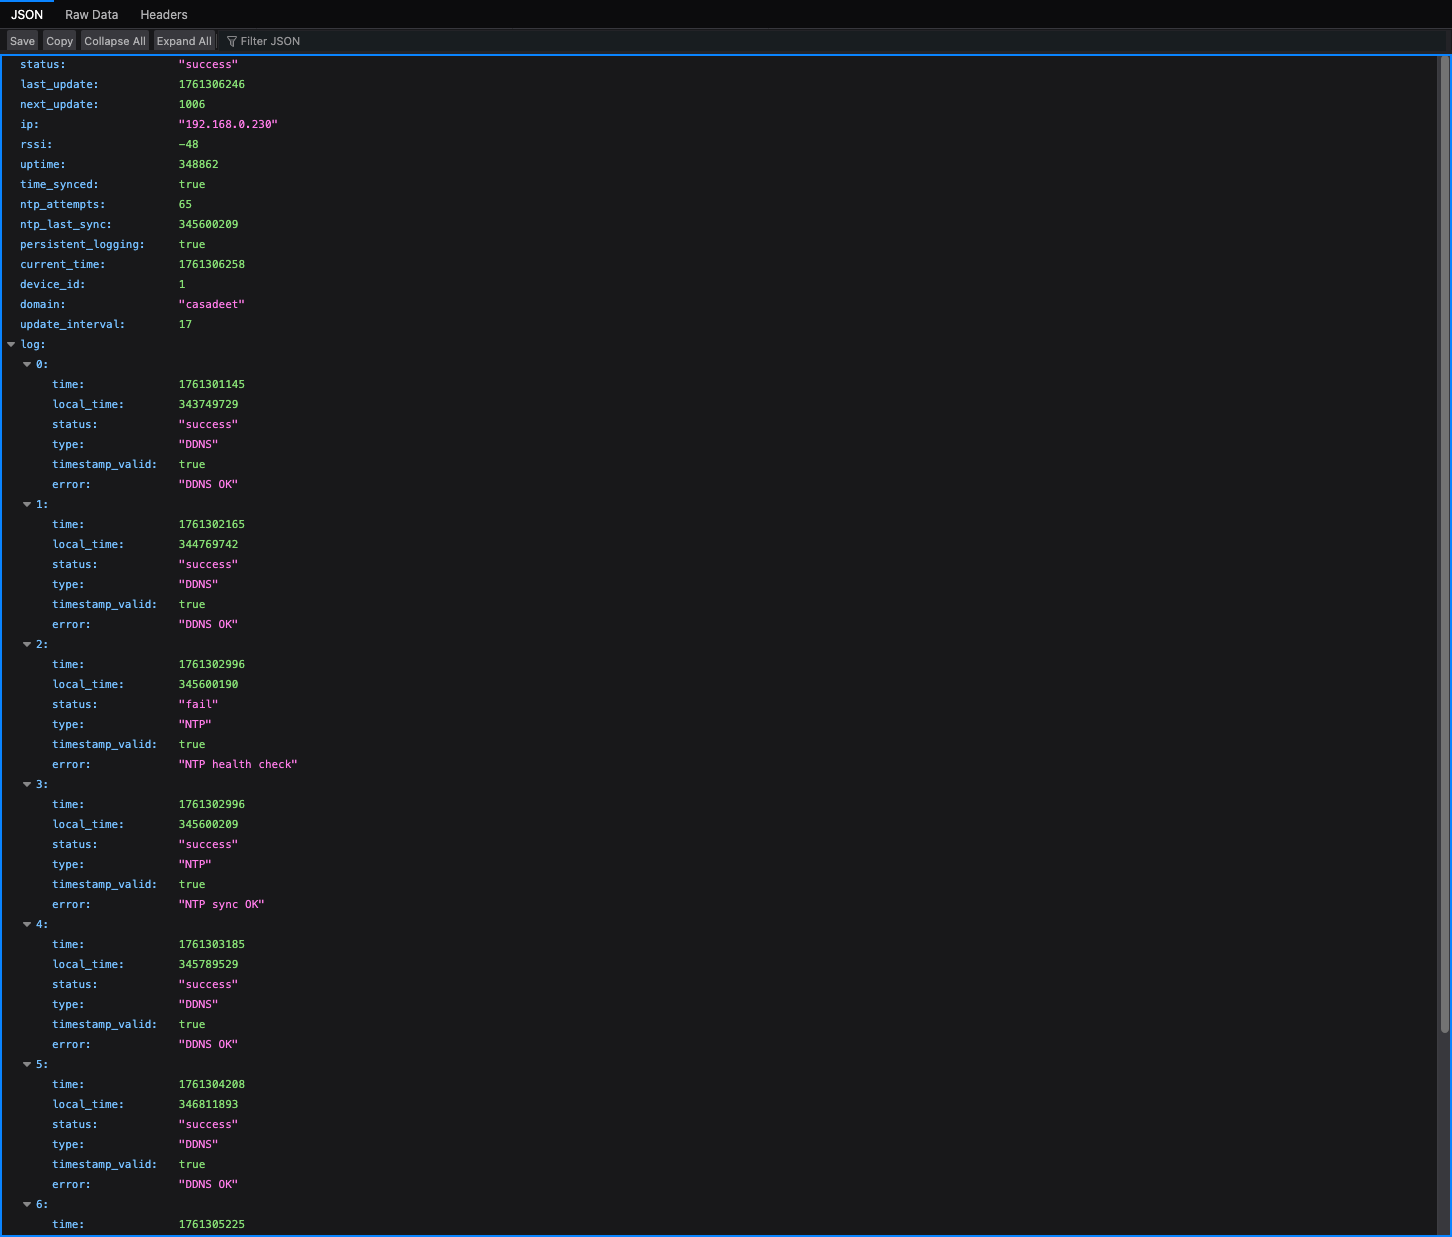 JSON Raw Data Headers
Save Copy Collapse All Expand All Filter JSON
status: "success"
last_update: 1761306246
next_update: 1006
ip: "192.168.0.230"
rssi: -48
uptime: 348862
time_synced: true
ntp_attempts: 65
ntp_last_sync: 345600209
persistent_logging: true
current_time: 1761306258
device_id: 1
domain: "casadeet"
update_interval: 17
log:
0:
time: 1761301145
local_time: 343749729
status: "success"
type: "DDNS"
timestamp_valid: true
error: "DDNS OK"
1:
time: 1761302165
local_time: 344769742
status: "success"
type: "DDNS"
timestamp_valid: true
error: "DDNS OK"
2:
time: 1761302996
local_time: 345600190
status: "fail"
type: "NTP"
timestamp_valid: true
error: "NTP health check"
3:
time: 1761302996
local_time: 345600209
status: "success"
type: "NTP"
timestamp_valid: true
error: "NTP sync OK"
4:
time: 1761303185
local_time: 345789529
status: "success"
type: "DDNS"
timestamp_valid: true
error: "DDNS OK"
5:
time: 1761304208
local_time: 346811893
status: "success"
type: "DDNS"
timestamp_valid: true
error: "DDNS OK"
6:
time: 1761305225